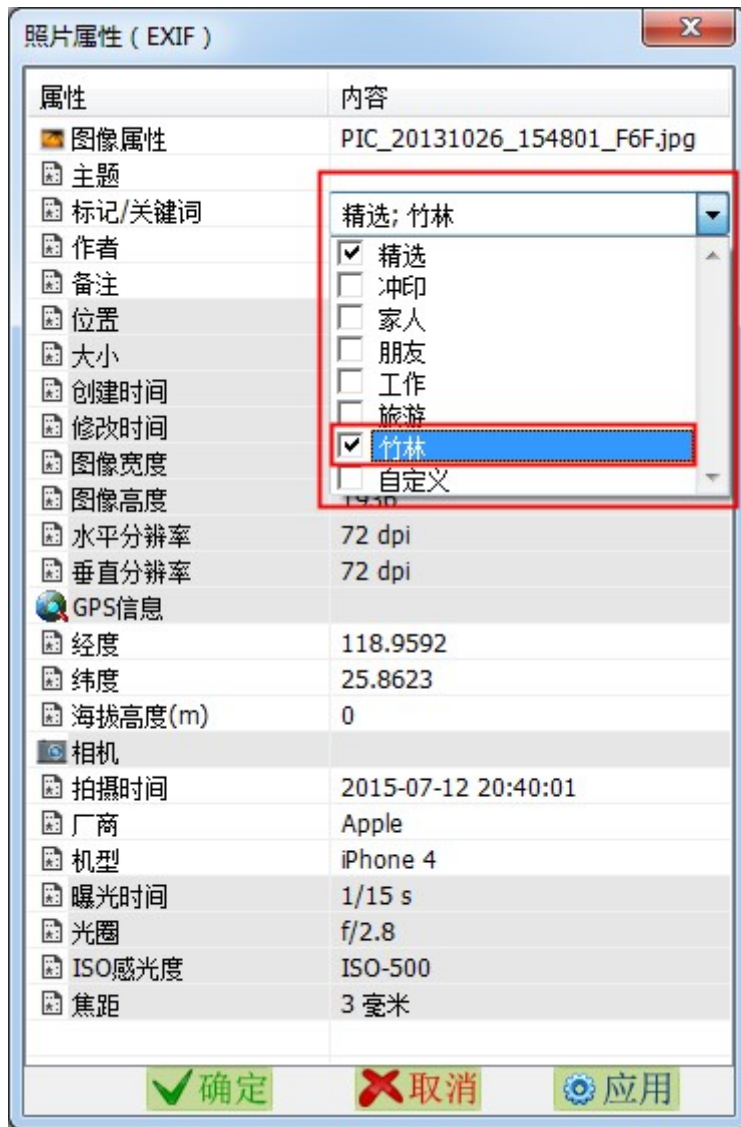 照片属性 ( EXIF )
属性 内容
图像属性 PIC_20131026_154801_F6F.jpg
主题
标记/关键词 精选; 竹林
作者 精选
备注 冲印
位置 家人
大小 朋友
创建时间 工作
修改时间 旅游
图像宽度 竹林
自定义
图像高度 1936
水平分辨率 72 dpi
垂直分辨率 72 dpi
GPS信息
经度 118.9592
纬度 25.8623
海拔高度(m) 0
相机
拍摄时间 2015-07-12 20:40:01
厂商 Apple
机型 iPhone 4
曝光时间 1/15 s
光圈 f/2.8
ISO感光度 ISO-500
焦距 3 毫米
确定 取消 应用